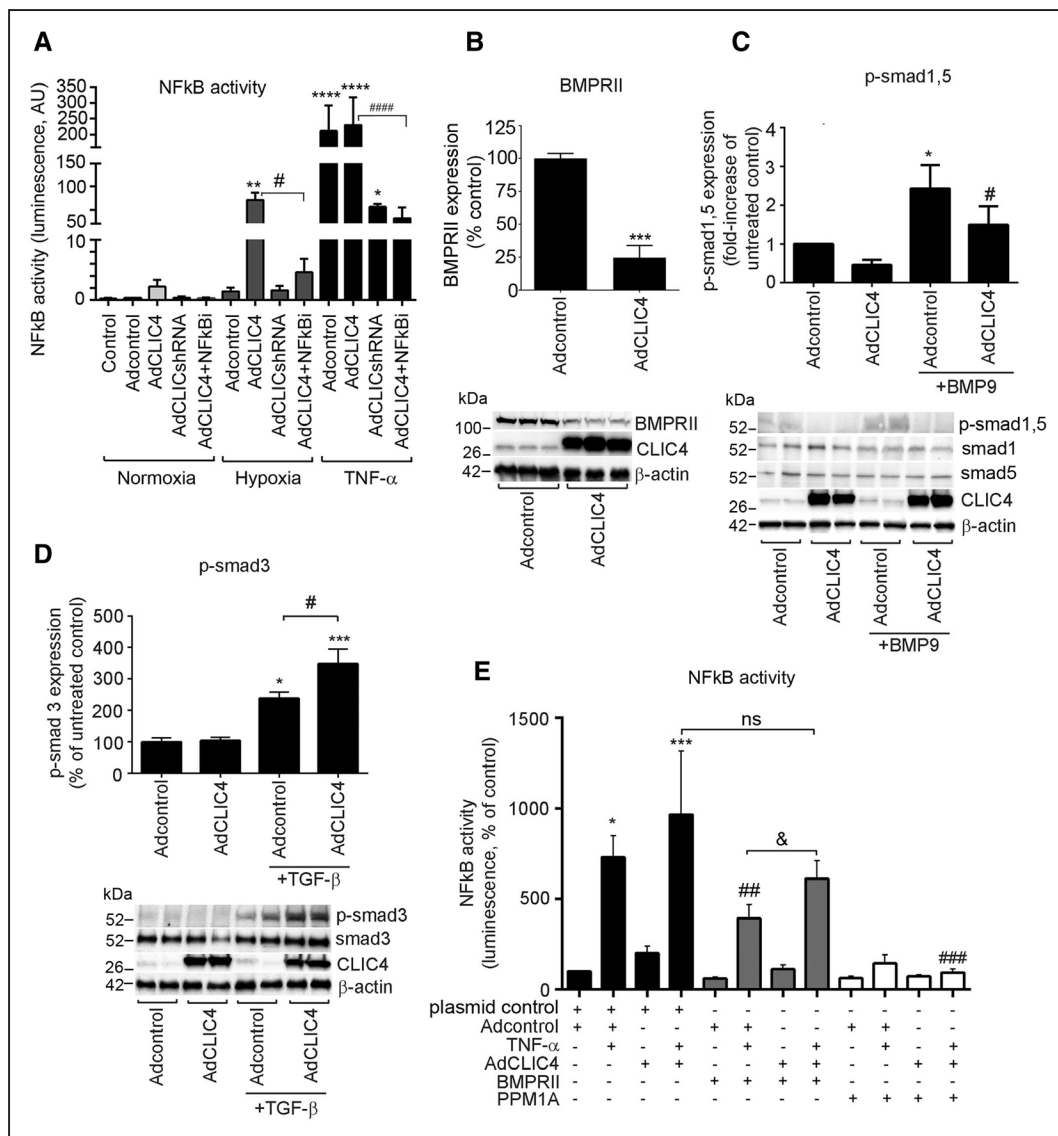 A
NFkB activity
NFkB activity (luminescence, AU)
350
300
250
200
150
100
50
10
0
**** ****
####
** #
*
Control
Adcontrol
AdCLIC4
AdCLICshRNA
AdCLIC4+NFkBi
Adcontrol
AdCLIC4
AdCLICshRNA
AdCLIC4+NFkBi
Adcontrol
AdCLIC4
AdCLICshRNA
AdCLIC4+NFkBi
Normoxia Hypoxia TNF-α
B
BMPRII
BMPRII expression
(% control)
125
100
75
50
25
0
***
Adcontrol
AdCLIC4
kDa
100
26
42
BMPRII
CLIC4
β-actin
Adcontrol
AdCLIC4
C
p-smad1,5
p-smad1,5 expression
(fold-increase of
untreated control)
4
3
2
1
0
*
#
Adcontrol
AdCLIC4
Adcontrol
AdCLIC4
+BMP9
kDa
52 p-smad1,5
52 smad1
52 smad5
26 CLIC4
42 β-actin
Adcontrol
AdCLIC4
Adcontrol
AdCLIC4
+BMP9
D
p-smad3
p-smad 3 expression
(% of untreated control)
500
400
300
200
100
0
#
*
***
Adcontrol
AdCLIC4
Adcontrol
AdCLIC4
+TGF-β
kDa
52 p-smad3
52 smad3
26 CLIC4
42 β-actin
Adcontrol
AdCLIC4
Adcontrol
AdCLIC4
+TGF-β
E
NFkB activity
NFkB activity
(luminescence, % of control)
1500
1000
500
0
ns
***
*
&
##
###
plasmid control + + + + - - - - - - - -
Adcontrol + + - - + + - - + + - -
TNF-α - + - + - + - + - + - +
AdCLIC4 - - + + - - + + - - + +
BMPRII - - - - + + + + - - - -
PPM1A - - - - - - - - + + + +